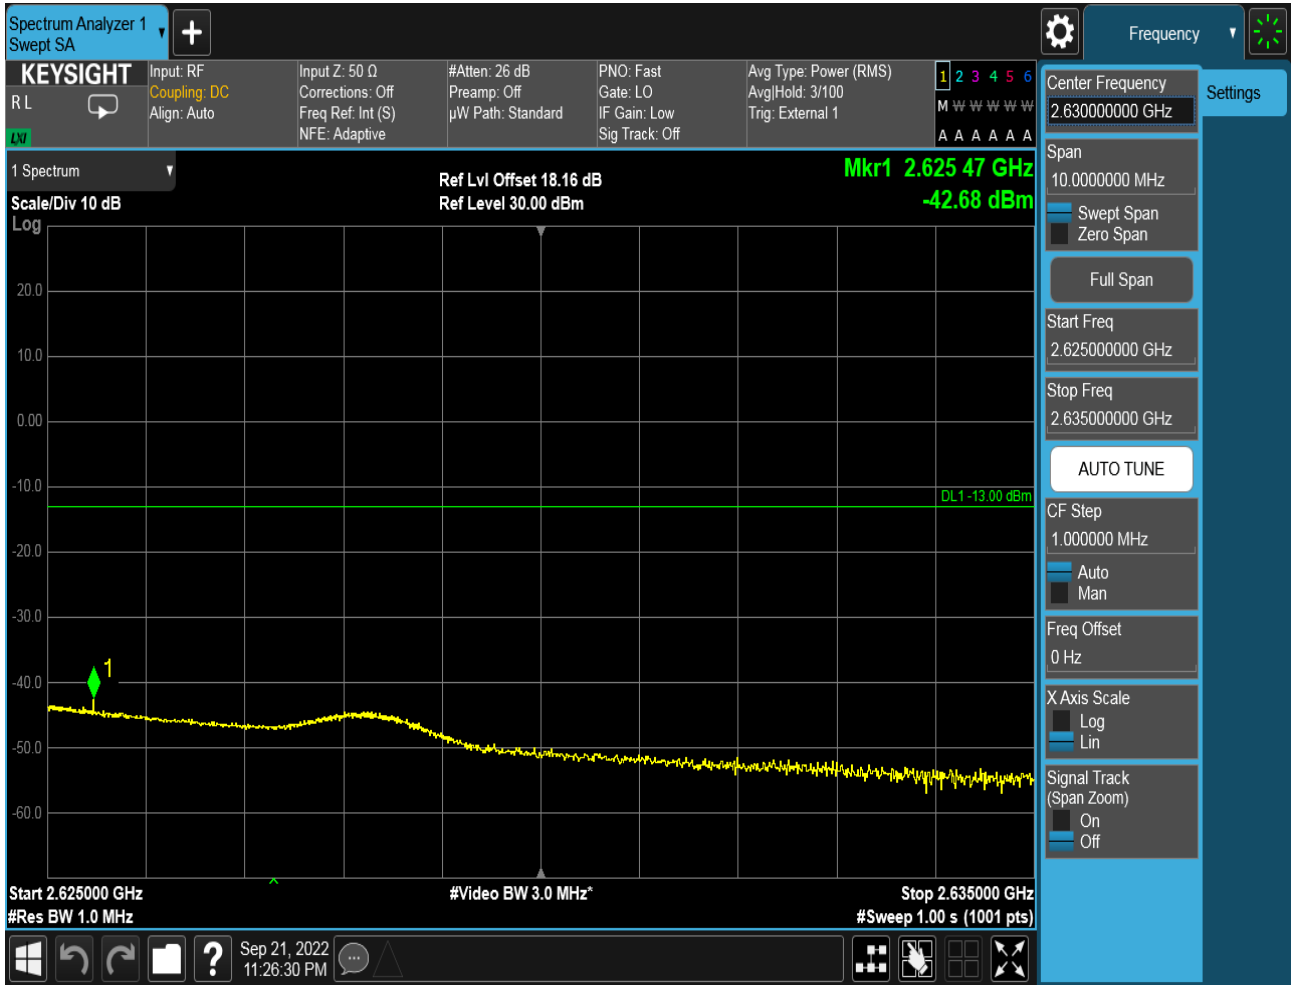 Spectrum Analyzer 1
Swept SA
+
Frequency
KEYSIGHT
R L
LXI
Input: RF
Coupling: DC
Align: Auto
Input Z: 50 Ω
Corrections: Off
Freq Ref: Int (S)
NFE: Adaptive
#Atten: 26 dB
Preamp: Off
µW Path: Standard
PNO: Fast
Gate: LO
IF Gain: Low
Sig Track: Off
Avg Type: Power (RMS)
Avg|Hold: 3/100
Trig: External 1
1 2 3 4 5 6
M W W W W W
A A A A A A
1 Spectrum
Scale/Div 10 dB
Log
Ref Lvl Offset 18.16 dB
Ref Level 30.00 dBm
Mkr1 2.625 47 GHz
-42.68 dBm
20.0
10.0
0.00
-10.0
-20.0
-30.0
-40.0
-50.0
-60.0
DL1 -13.00 dBm
1
Start 2.625000 GHz
#Res BW 1.0 MHz
#Video BW 3.0 MHz*
Stop 2.635000 GHz
#Sweep 1.00 s (1001 pts)
Center Frequency
2.630000000 GHz
Settings
Span
10.0000000 MHz
Swept Span
Zero Span
Full Span
Start Freq
2.625000000 GHz
Stop Freq
2.635000000 GHz
AUTO TUNE
CF Step
1.000000 MHz
Auto
Man
Freq Offset
0 Hz
X Axis Scale
Log
Lin
Signal Track
(Span Zoom)
On
Off
?
Sep 21, 2022
11:26:30 PM